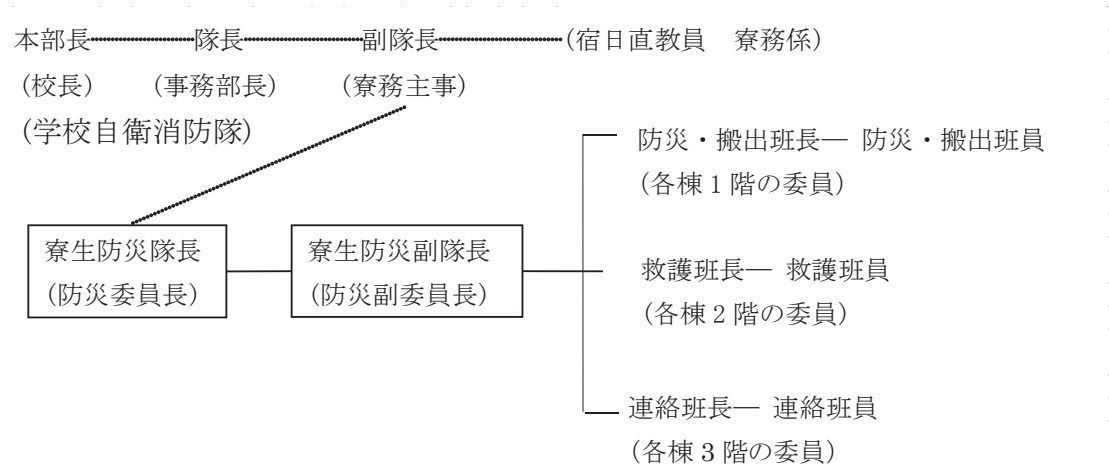 本部長 隊長 副隊長 (宿日直教員 寮務係)
(校長) (事務部長) (寮務主事)
(学校自衛消防隊)
防災・搬出班長― 防災・搬出班員
(各棟1階の委員)
寮生防災隊長
(防災委員長)
寮生防災副隊長
(防災副委員長)
救護班長― 救護班員
(各棟2階の委員)
連絡班長― 連絡班員
(各棟3階の委員)